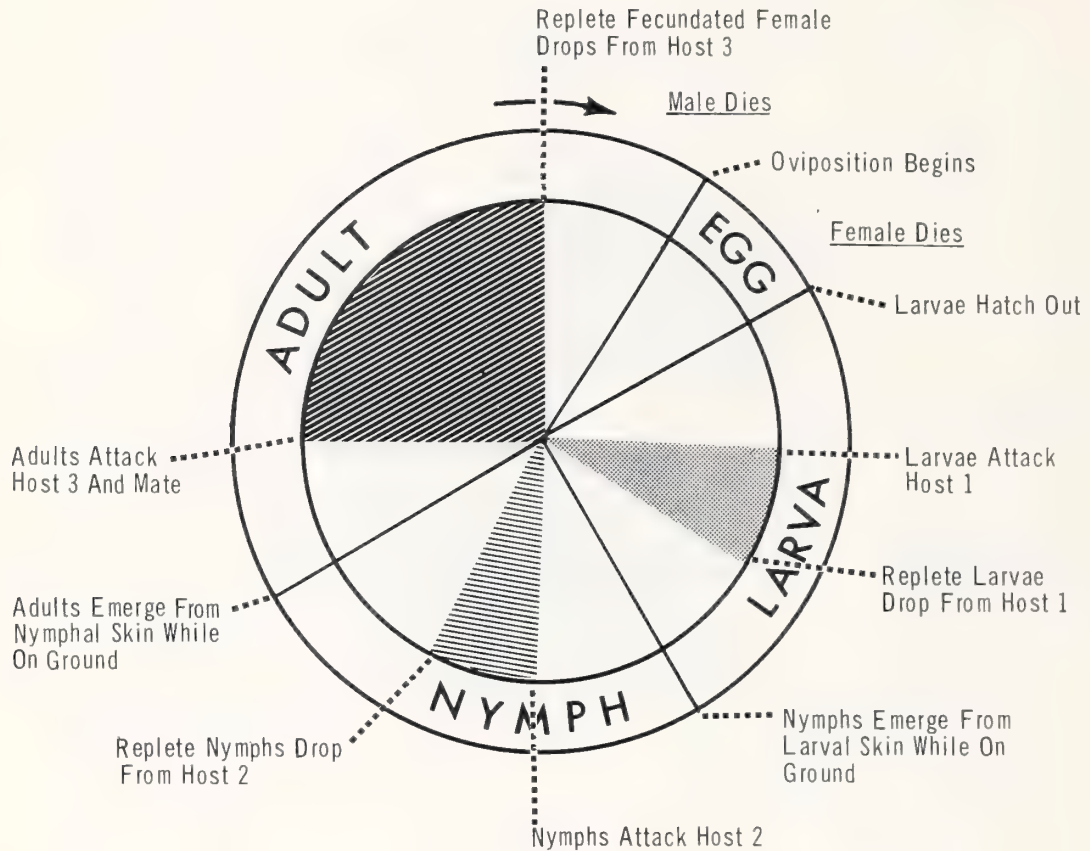 Replete Fecundated Female
Drops From Host 3
Male Dies
Oviposition Begins
EGG
Female Dies
Larvae Hatch Out
Larvae Attack
Host 1
LARVA
Replete Larvae
Drop From Host 1
Nymphs Emerge From
Larval Skin While On
Ground
Nymphs Attack Host 2
NYMPH
Replete Nymphs Drop
From Host 2
Adults Emerge From
Nymphal Skin While
On Ground
Adults Attack
Host 3 And Mate
ADULT